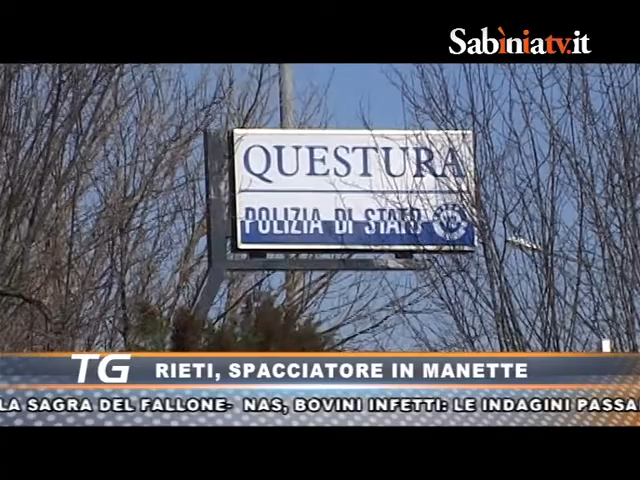 Sabìniatv.it
QUESTURA
POLIZIA DI STATO
TG RIETI, SPACCIATORE IN MANETTE
LA SAGRA DEL FALLONE- NAS, BOVINI INFETTI: LE INDAGINI PASSA